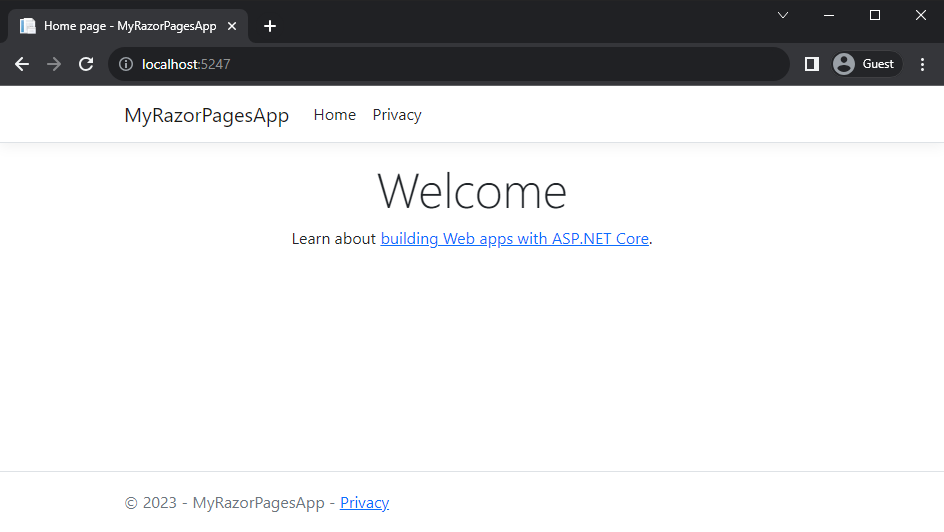 Home page - MyRazorPagesApp
localhost:5247
Guest
MyRazorPagesApp Home Privacy
Welcome
Learn about building Web apps with ASP.NET Core.
© 2023 - MyRazorPagesApp - Privacy